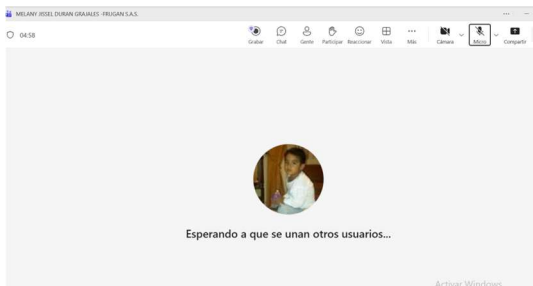 MELANY JISSEL DURAN GRAJALES -FRUGAN S.A.S.
04:58
Grabar Chat Gente Participar Reaccionar Vista Más Cámara Micro Compartir
Esperando a que se unan otros usuarios...
Activar Windows